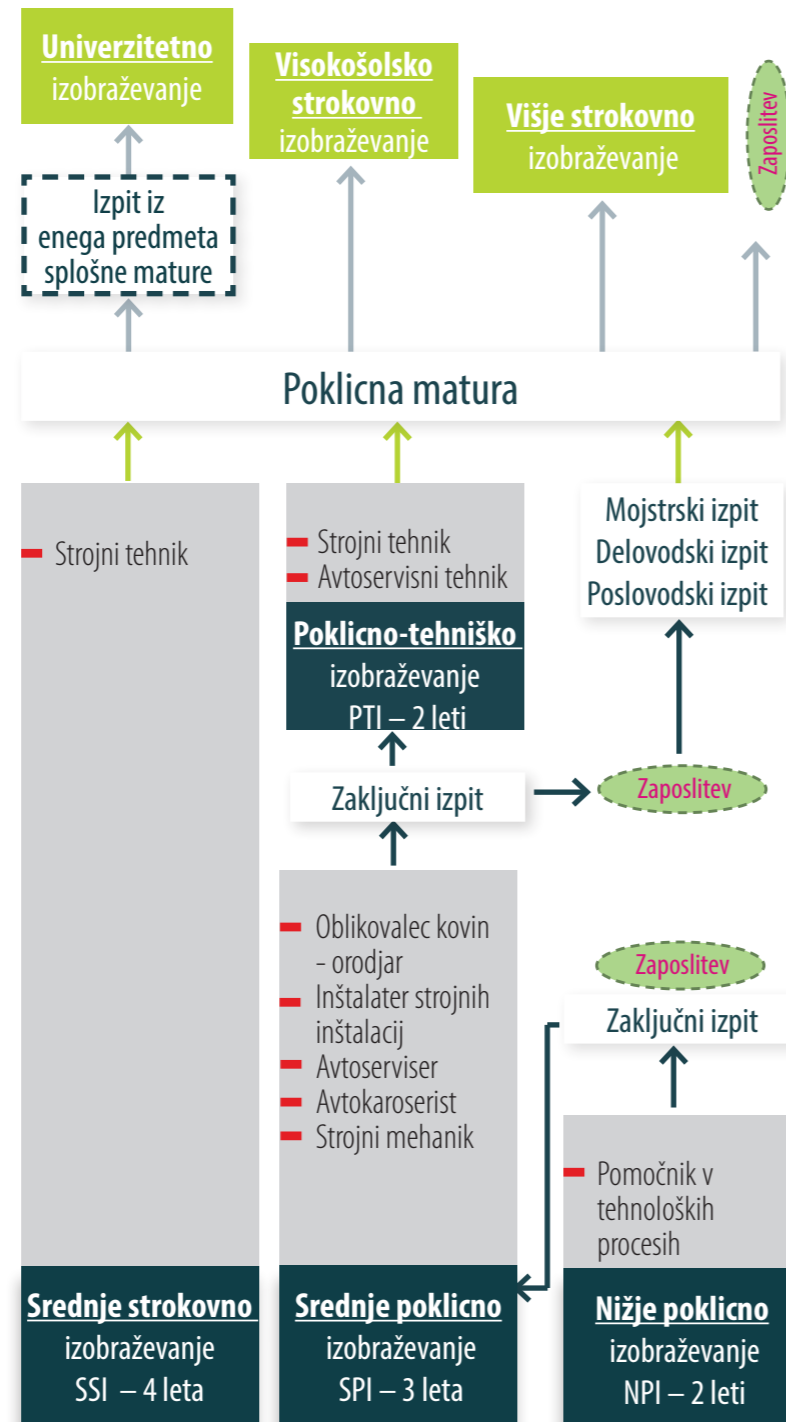 Univerzitetno
izobraževanje
Visokošolsko
strokovno
izobraževanje
Višje strokovno
izobraževanje
Zaposlitev
Izpit iz
enega predmeta
splošne mature
Poklicna matura
Strojni tehnik
Strojni tehnik
Avtoservisni tehnik
Poklicno-tehniško
izobraževanje
PTI – 2 leti
Mojstrski izpit
Delovodski izpit
Poslovodski izpit
Zaključni izpit
Zaposlitev
Oblikovalec kovin
- orodjar
Inštalater strojnih
inštalacij
Avtoserviser
Avtokaroserist
Strojni mehanik
Zaposlitev
Zaključni izpit
Pomočnik v
tehnoloških
procesih
Srednje strokovno
izobraževanje
SSI – 4 leta
Srednje poklicno
izobraževanje
SPI – 3 leta
Nižje poklicno
izobraževanje
NPI – 2 leti